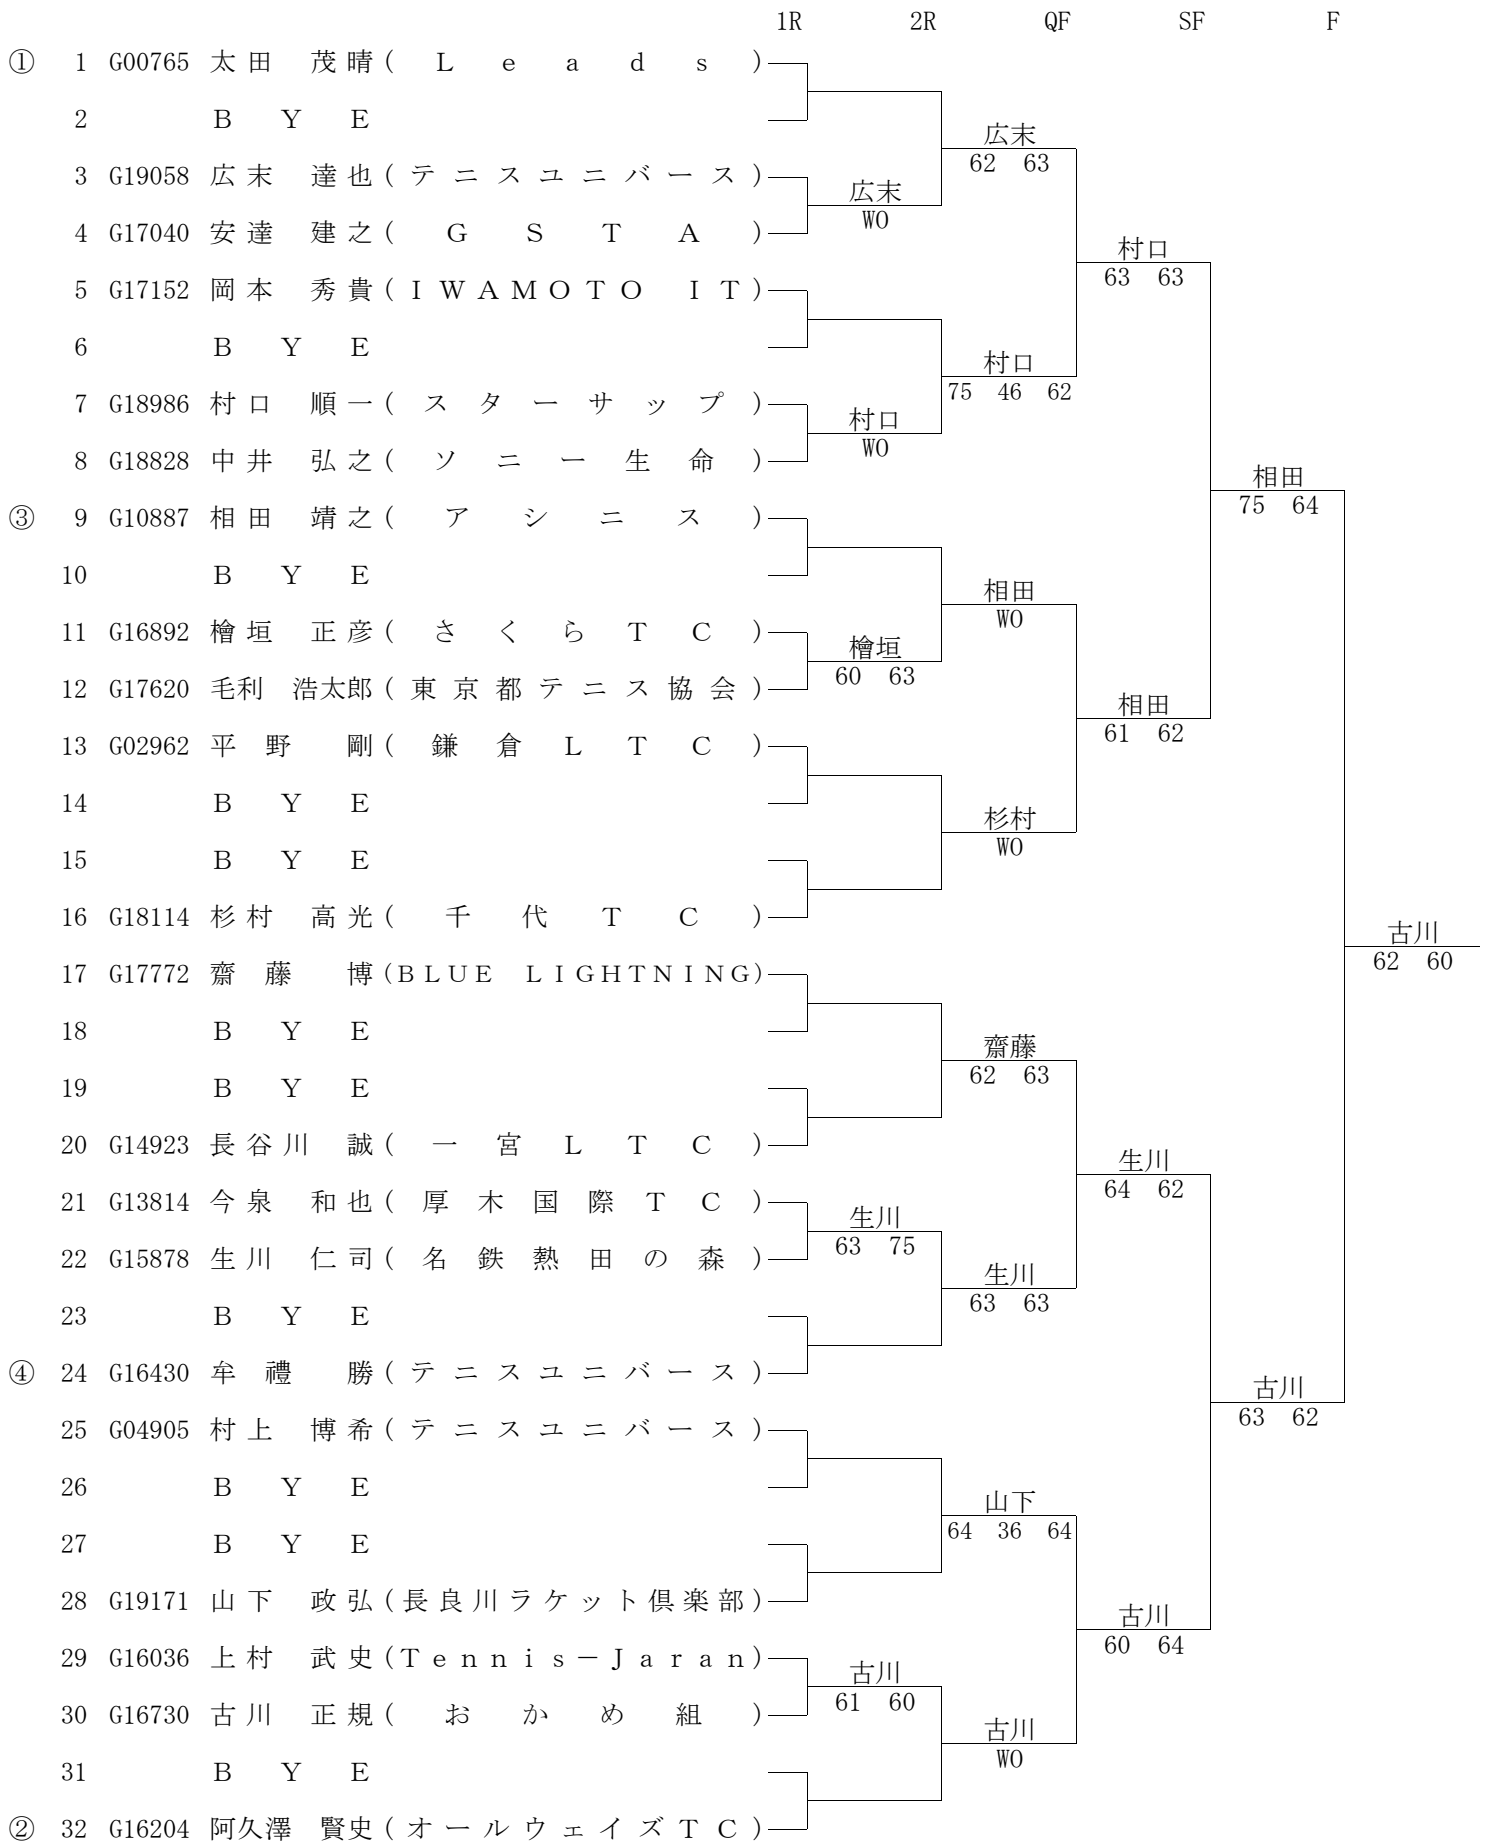 1R 2R QF SF F
① 1 G00765 太田 茂晴(Leads)
2 BYE
広末
62 63
3 G19058 広末 達也(テニスユニバース)
広末
WO
4 G17040 安達 建之(GSTA)
村口
63 63
5 G17152 岡本 秀貴(IWAMOTO IT)
6 BYE
村口
75 46 62
7 G18986 村口 順一(スターサップ)
村口
WO
8 G18828 中井 弘之(ソニー生命)
相田
75 64
③ 9 G10887 相田 靖之(アシニス)
10 BYE
相田
WO
11 G16892 檜垣 正彦(さくらTC)
檜垣
60 63
12 G17620 毛利 浩太郎(東京都テニス協会)
相田
61 62
13 G02962 平野 剛(鎌倉LTC)
14 BYE
杉村
WO
15 BYE
16 G18114 杉村 高光(千代TC)
古川
62 60
17 G17772 齋藤 博(BLUE LIGHTNING)
18 BYE
齋藤
62 63
19 BYE
20 G14923 長谷川 誠(一宮LTC)
生川
64 62
21 G13814 今泉 和也(厚木国際TC)
生川
63 75
22 G15878 生川 仁司(名鉄熱田の森)
生川
63 63
23 BYE
④ 24 G16430 牟禮 勝(テニスユニバース)
古川
63 62
25 G04905 村上 博希(テニスユニバース)
26 BYE
山下
64 36 64
27 BYE
28 G19171 山下 政弘(長良川ラケット倶楽部)
古川
60 64
29 G16036 上村 武史(Tennis－Jaran)
古川
61 60
30 G16730 古川 正規(おかめ組)
古川
WO
31 BYE
② 32 G16204 阿久澤 賢史(オールウェイズTC)